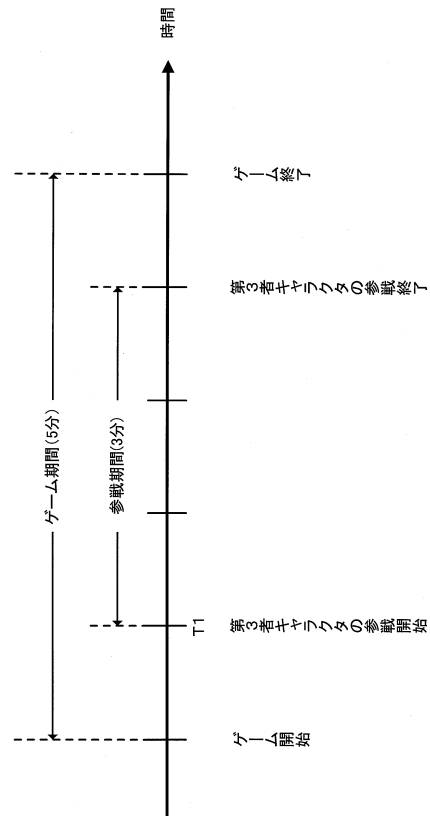 ゲーム期間(5分)
参戦期間(3分)
時間
T1
ゲーム開始
第3者キャラクタの参戦開始
第3者キャラクタの参戦終了
ゲーム終了